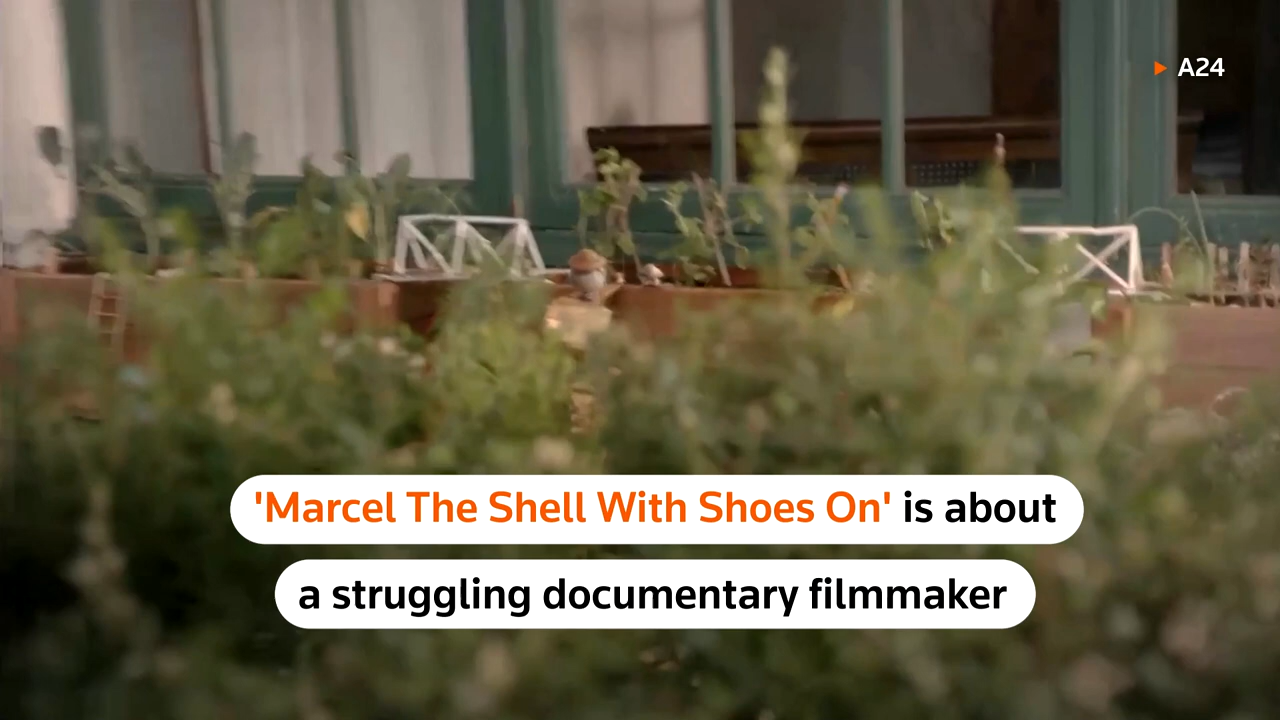 A24
'Marcel The Shell With Shoes On' is about
a struggling documentary filmmaker